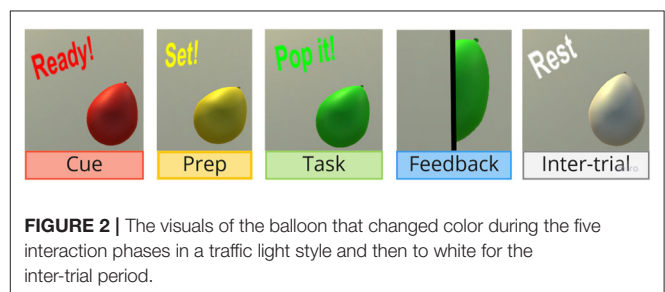 Ready!
Set!
Pop it!
Rest
Cue
Prep
Task
Feedback
Inter-trial
FIGURE 2 | The visuals of the balloon that changed color during the five
interaction phases in a traffic light style and then to white for the
inter-trial period.